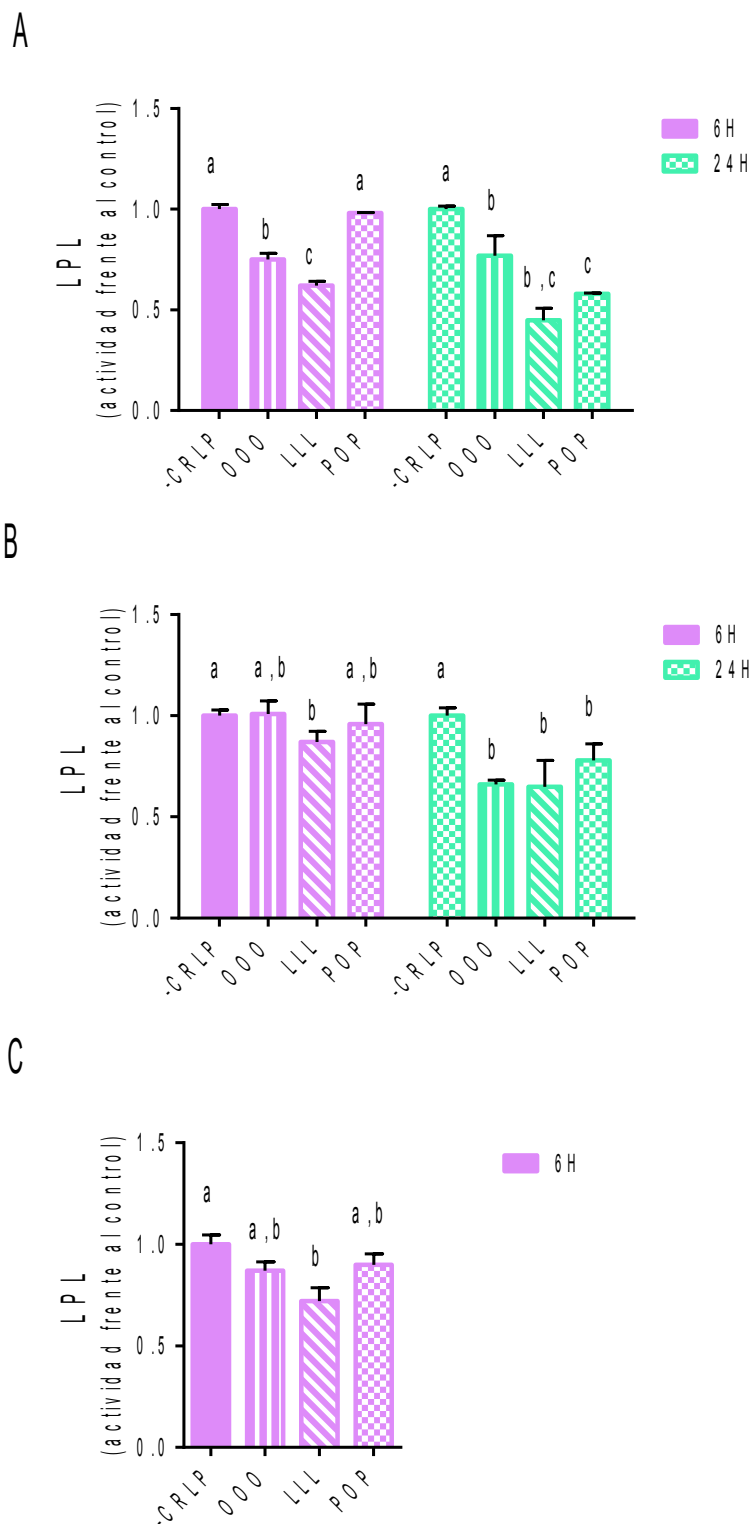 A
LPL
(actividad frente al control)
1.5
1.0
0.5
0.0
a
b
c
a
a
b
b,c
c
6H
24H
-CRLP
OOO
LLL
POP
-CRLP
OOO
LLL
POP
B
LPL
(actividad frente al control)
1.5
1.0
0.5
0.0
a
a,b
b
a,b
a
b
b
b
6H
24H
-CRLP
OOO
LLL
POP
-CRLP
OOO
LLL
POP
C
LPL
(actividad frente al control)
1.5
1.0
0.5
0.0
a
a,b
b
a,b
6H
-CRLP
OOO
LLL
POP